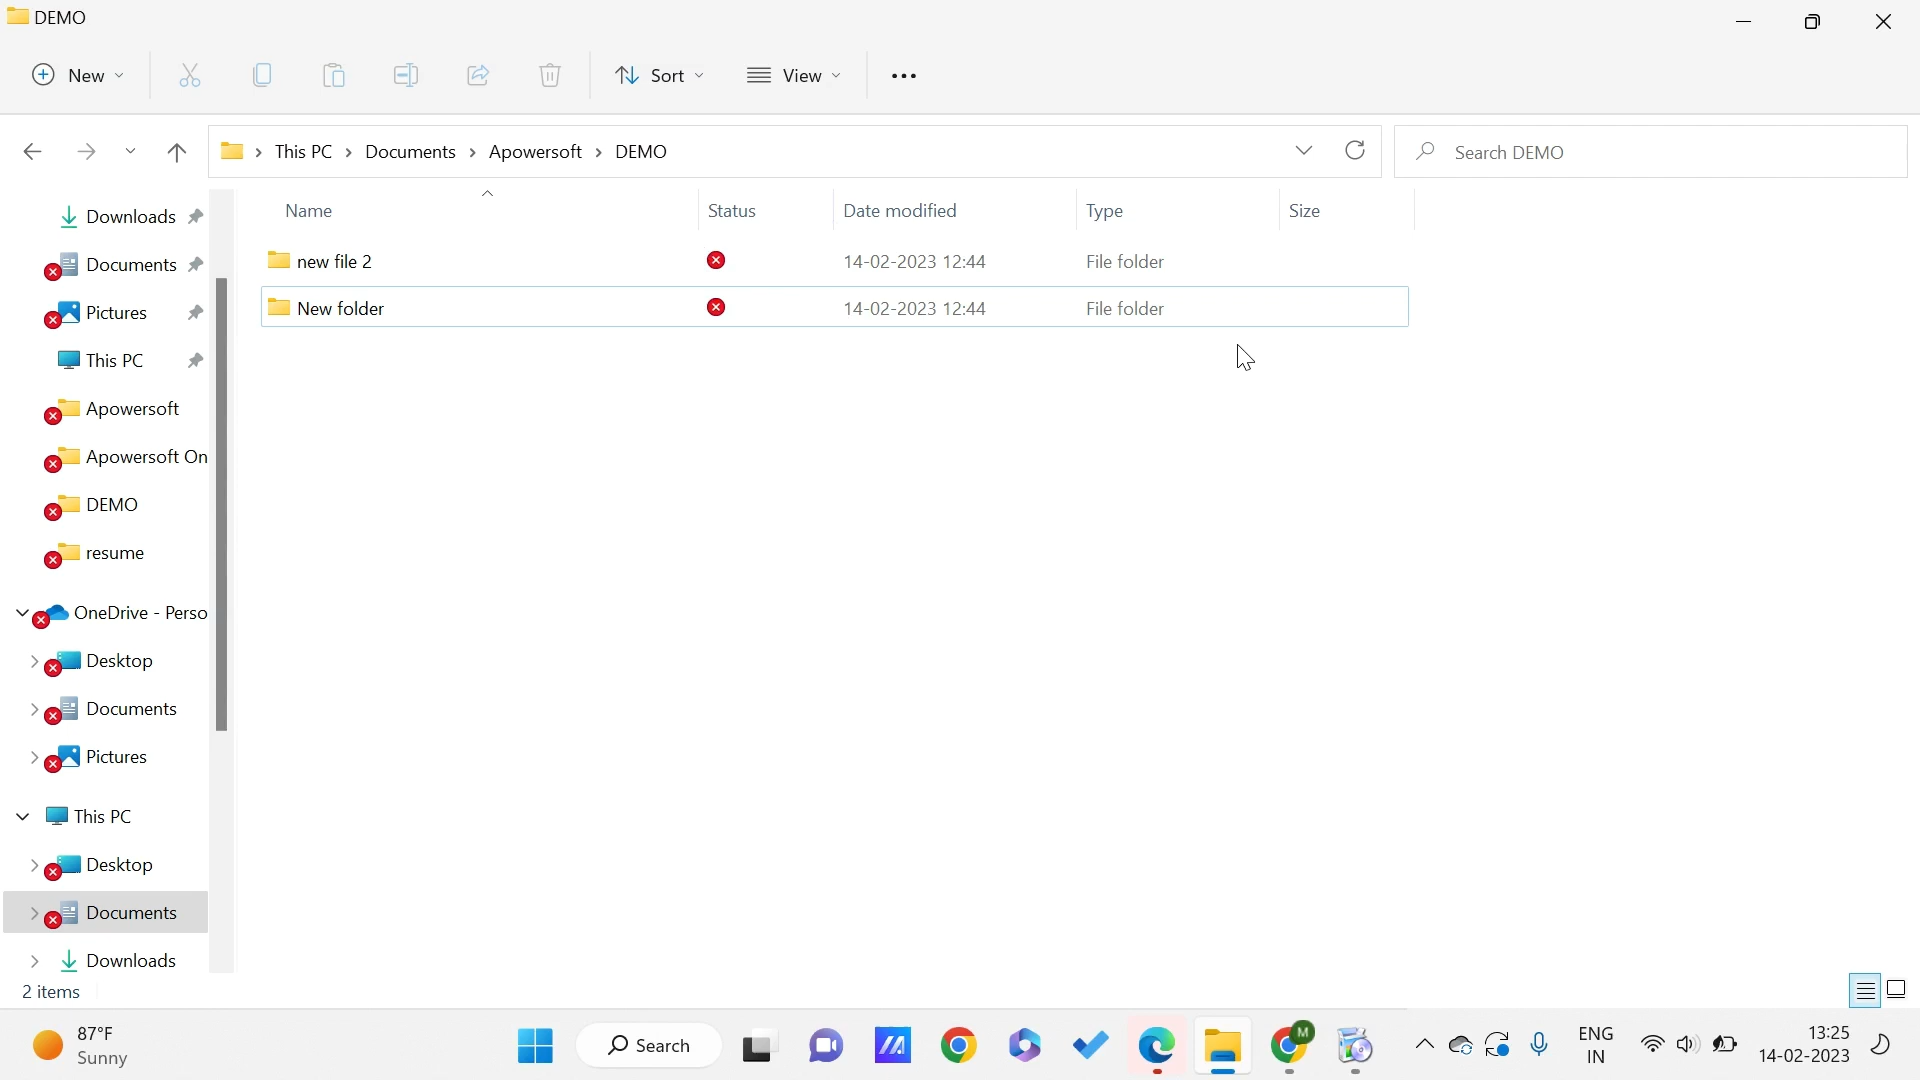 DEMO
New
Sort
View
This PC
Documents
Apowersoft
DEMO
Search DEMO
Name
Status
Date modified
Type
Size
new file 2
14-02-2023 12:44
File folder
New folder
14-02-2023 12:44
File folder
Downloads
Documents
Pictures
This PC
Apowersoft
Apowersoft On
DEMO
resume
OneDrive - Perso
Desktop
Documents
Pictures
This PC
Desktop
Documents
Downloads
2 items
87°F
Sunny
Search
M
ENG
IN
13:25
14-02-2023